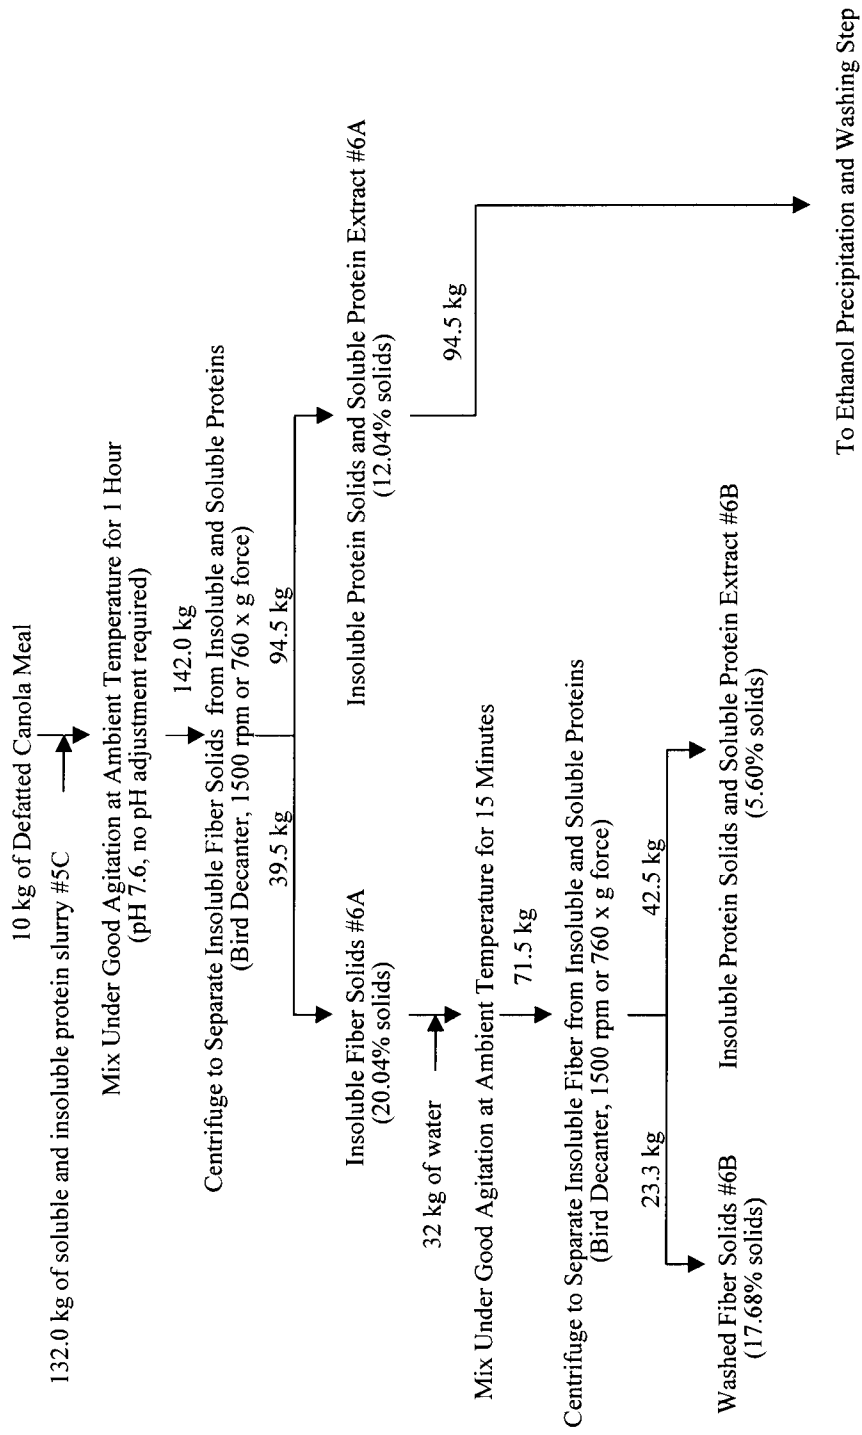 10 kg of Defatted Canola Meal
132.0 kg of soluble and insoluble protein slurry #5C
Mix Under Good Agitation at Ambient Temperature for 1 Hour
(pH 7.6, no pH adjustment required)
142.0 kg
Centrifuge to Separate Insoluble Fiber Solids from Insoluble and Soluble Proteins
(Bird Decanter, 1500 rpm or 760 x g force)
39.5 kg
94.5 kg
Insoluble Fiber Solids #6A
(20.04% solids)
Insoluble Protein Solids and Soluble Protein Extract #6A
(12.04% solids)
32 kg of water
94.5 kg
Mix Under Good Agitation at Ambient Temperature for 15 Minutes
71.5 kg
Centrifuge to Separate Insoluble Fiber from Insoluble and Soluble Proteins
(Bird Decanter, 1500 rpm or 760 x g force)
23.3 kg
42.5 kg
Washed Fiber Solids #6B
(17.68% solids)
Insoluble Protein Solids and Soluble Protein Extract #6B
(5.60% solids)
To Ethanol Precipitation and Washing Step